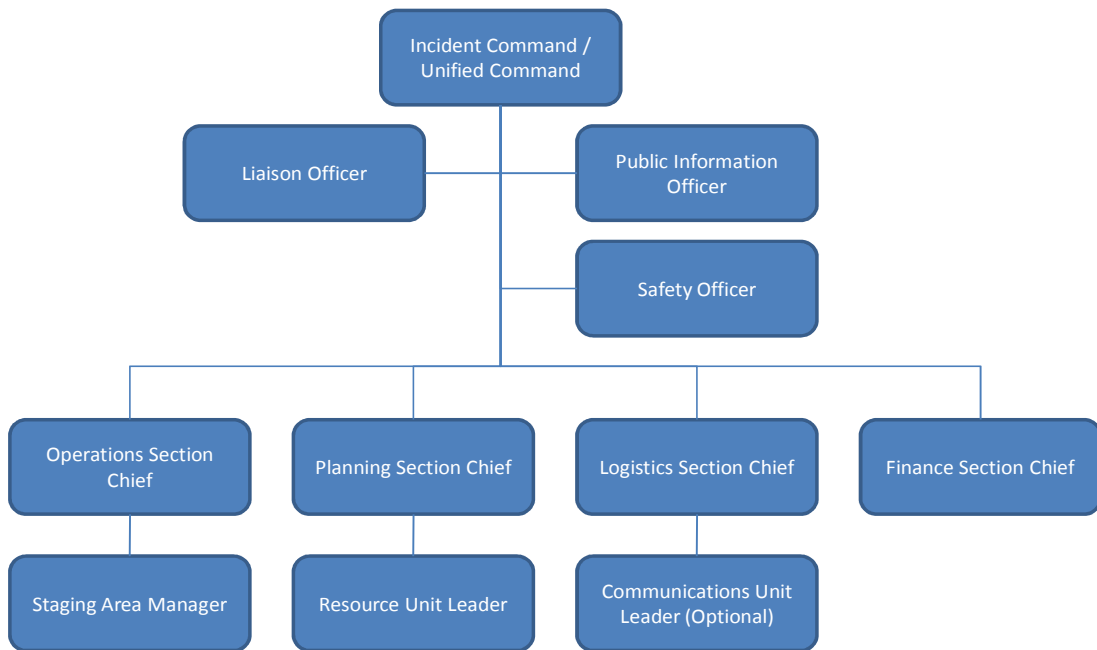 Incident Command /
Unified Command
Liaison Officer
Public Information
Officer
Safety Officer
Operations Section
Chief
Planning Section Chief
Logistics Section Chief
Finance Section Chief
Staging Area Manager
Resource Unit Leader
Communications Unit
Leader (Optional)